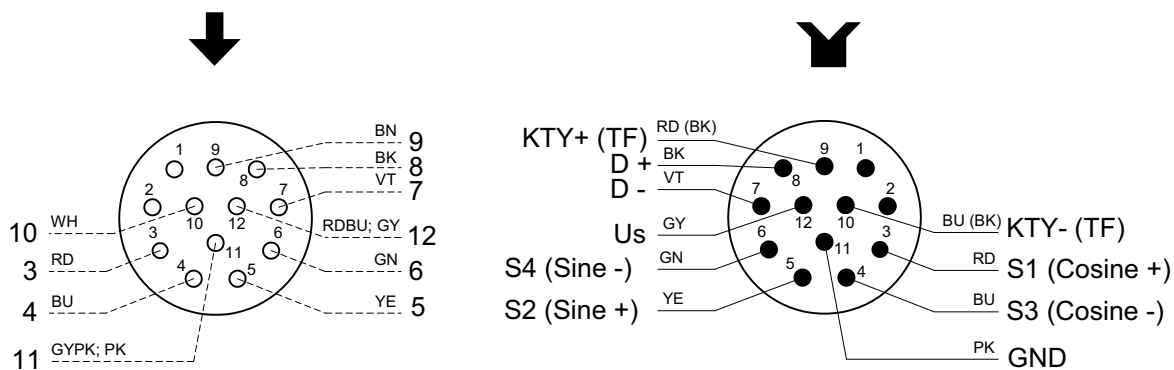 BN 9
BK 8
VT 7
RDBU; GY 12
GN 6
YE 5
10 WH
3 RD
4 BU
11 GYPK; PK
1
9
8
2
7
10
12
3
6
11
4
5
KTY+ (TF) RD (BK)
D + BK
D - VT
Us GY
S4 (Sine -) GN
S2 (Sine +) YE
9
1
8
7
2
12
10
6
3
11
5
4
BU (BK) KTY- (TF)
RD S1 (Cosine +)
BU S3 (Cosine -)
PK GND